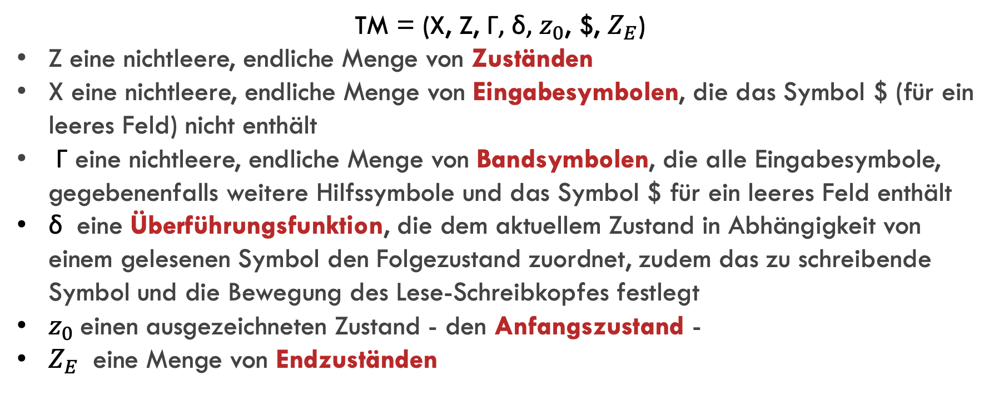 TM = (X, Z, Γ, δ, z₀, $, Z_E)
• Z eine nichtleere, endliche Menge von Zuständen
• X eine nichtleere, endliche Menge von Eingabesymbolen, die das Symbol $ (für ein
leeres Feld) nicht enthält
• Γ eine nichtleere, endliche Menge von Bandsymbolen, die alle Eingabesymbole,
gegebenenfalls weitere Hilfssymbole und das Symbol $ für ein leeres Feld enthält
• δ eine Überführungsfunktion, die dem aktuellem Zustand in Abhängigkeit von
einem gelesenen Symbol den Folgezustand zuordnet, zudem das zu schreibende
Symbol und die Bewegung des Lese-Schreibkopfes festlegt
• z₀ einen ausgezeichneten Zustand - den Anfangszustand -
• Z_E eine Menge von Endzuständen